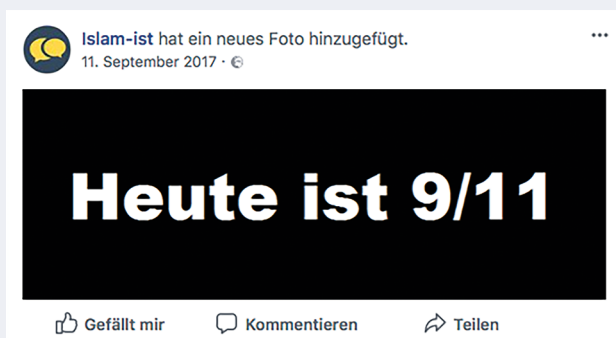 Islam-ist hat ein neues Foto hinzugefügt.
11. September 2017 ·
Heute ist 9/11
Gefällt mir
Kommentieren
Teilen